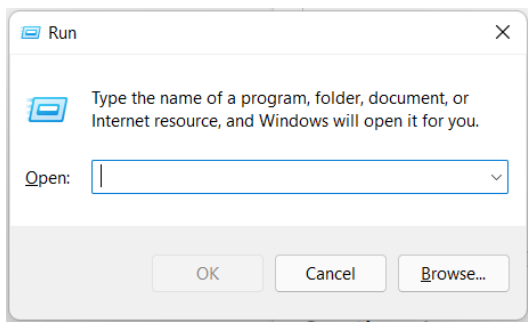 Run
Type the name of a program, folder, document, or
Internet resource, and Windows will open it for you.
Open:
OK Cancel Browse...